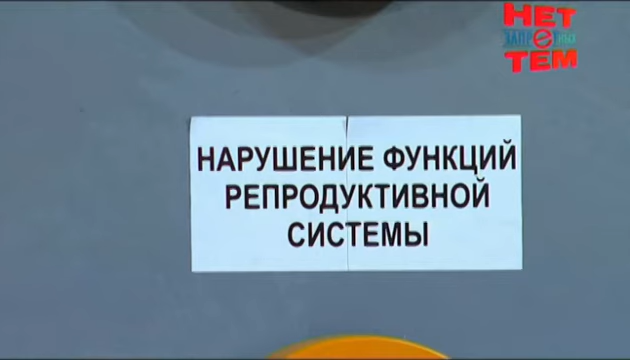 НЕТ
ЗАПРЕТНЫХ
ТЕМ
НАРУШЕНИЕ ФУНКЦИЙ
РЕПРОДУКТИВНОЙ
СИСТЕМЫ